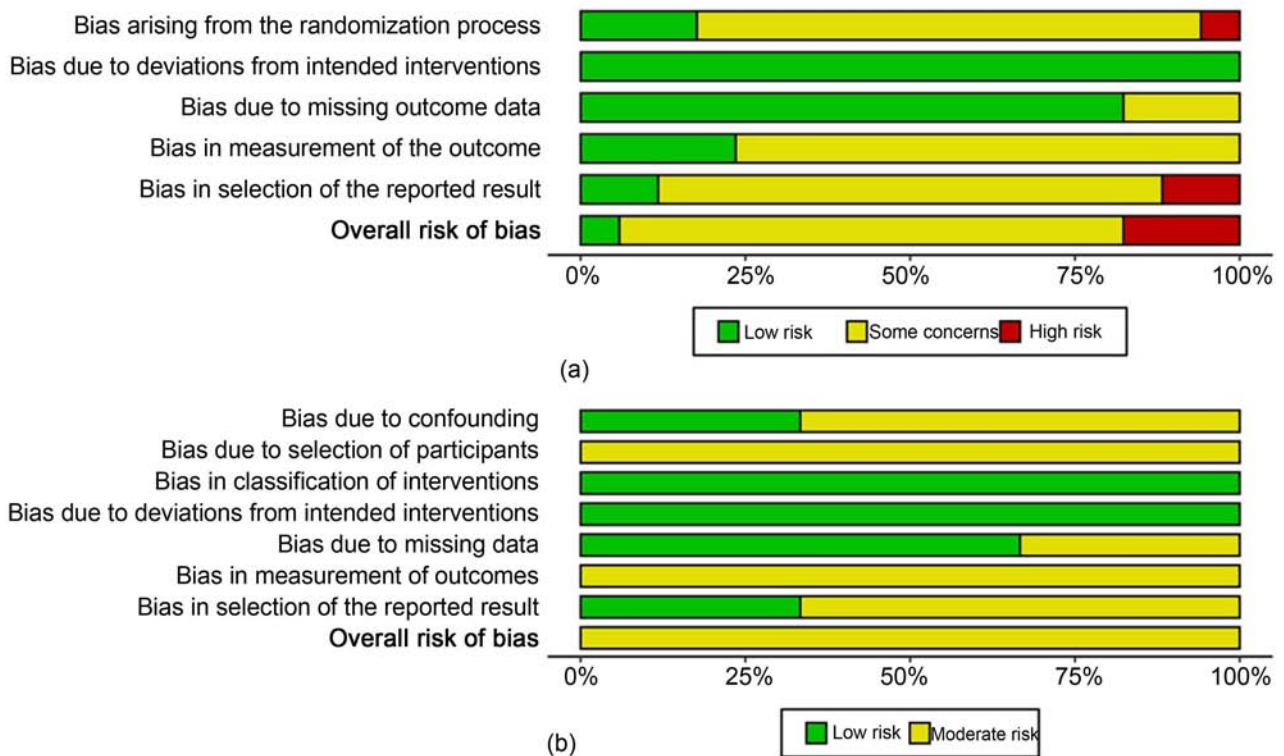 Bias arising from the randomization process
Bias due to deviations from intended interventions
Bias due to missing outcome data
Bias in measurement of the outcome
Bias in selection of the reported result
Overall risk of bias
0% 25% 50% 75% 100%
Low risk Some concerns High risk
(a)
Bias due to confounding
Bias due to selection of participants
Bias in classification of interventions
Bias due to deviations from intended interventions
Bias due to missing data
Bias in measurement of outcomes
Bias in selection of the reported result
Overall risk of bias
0% 25% 50% 75% 100%
Low risk Moderate risk
(b)